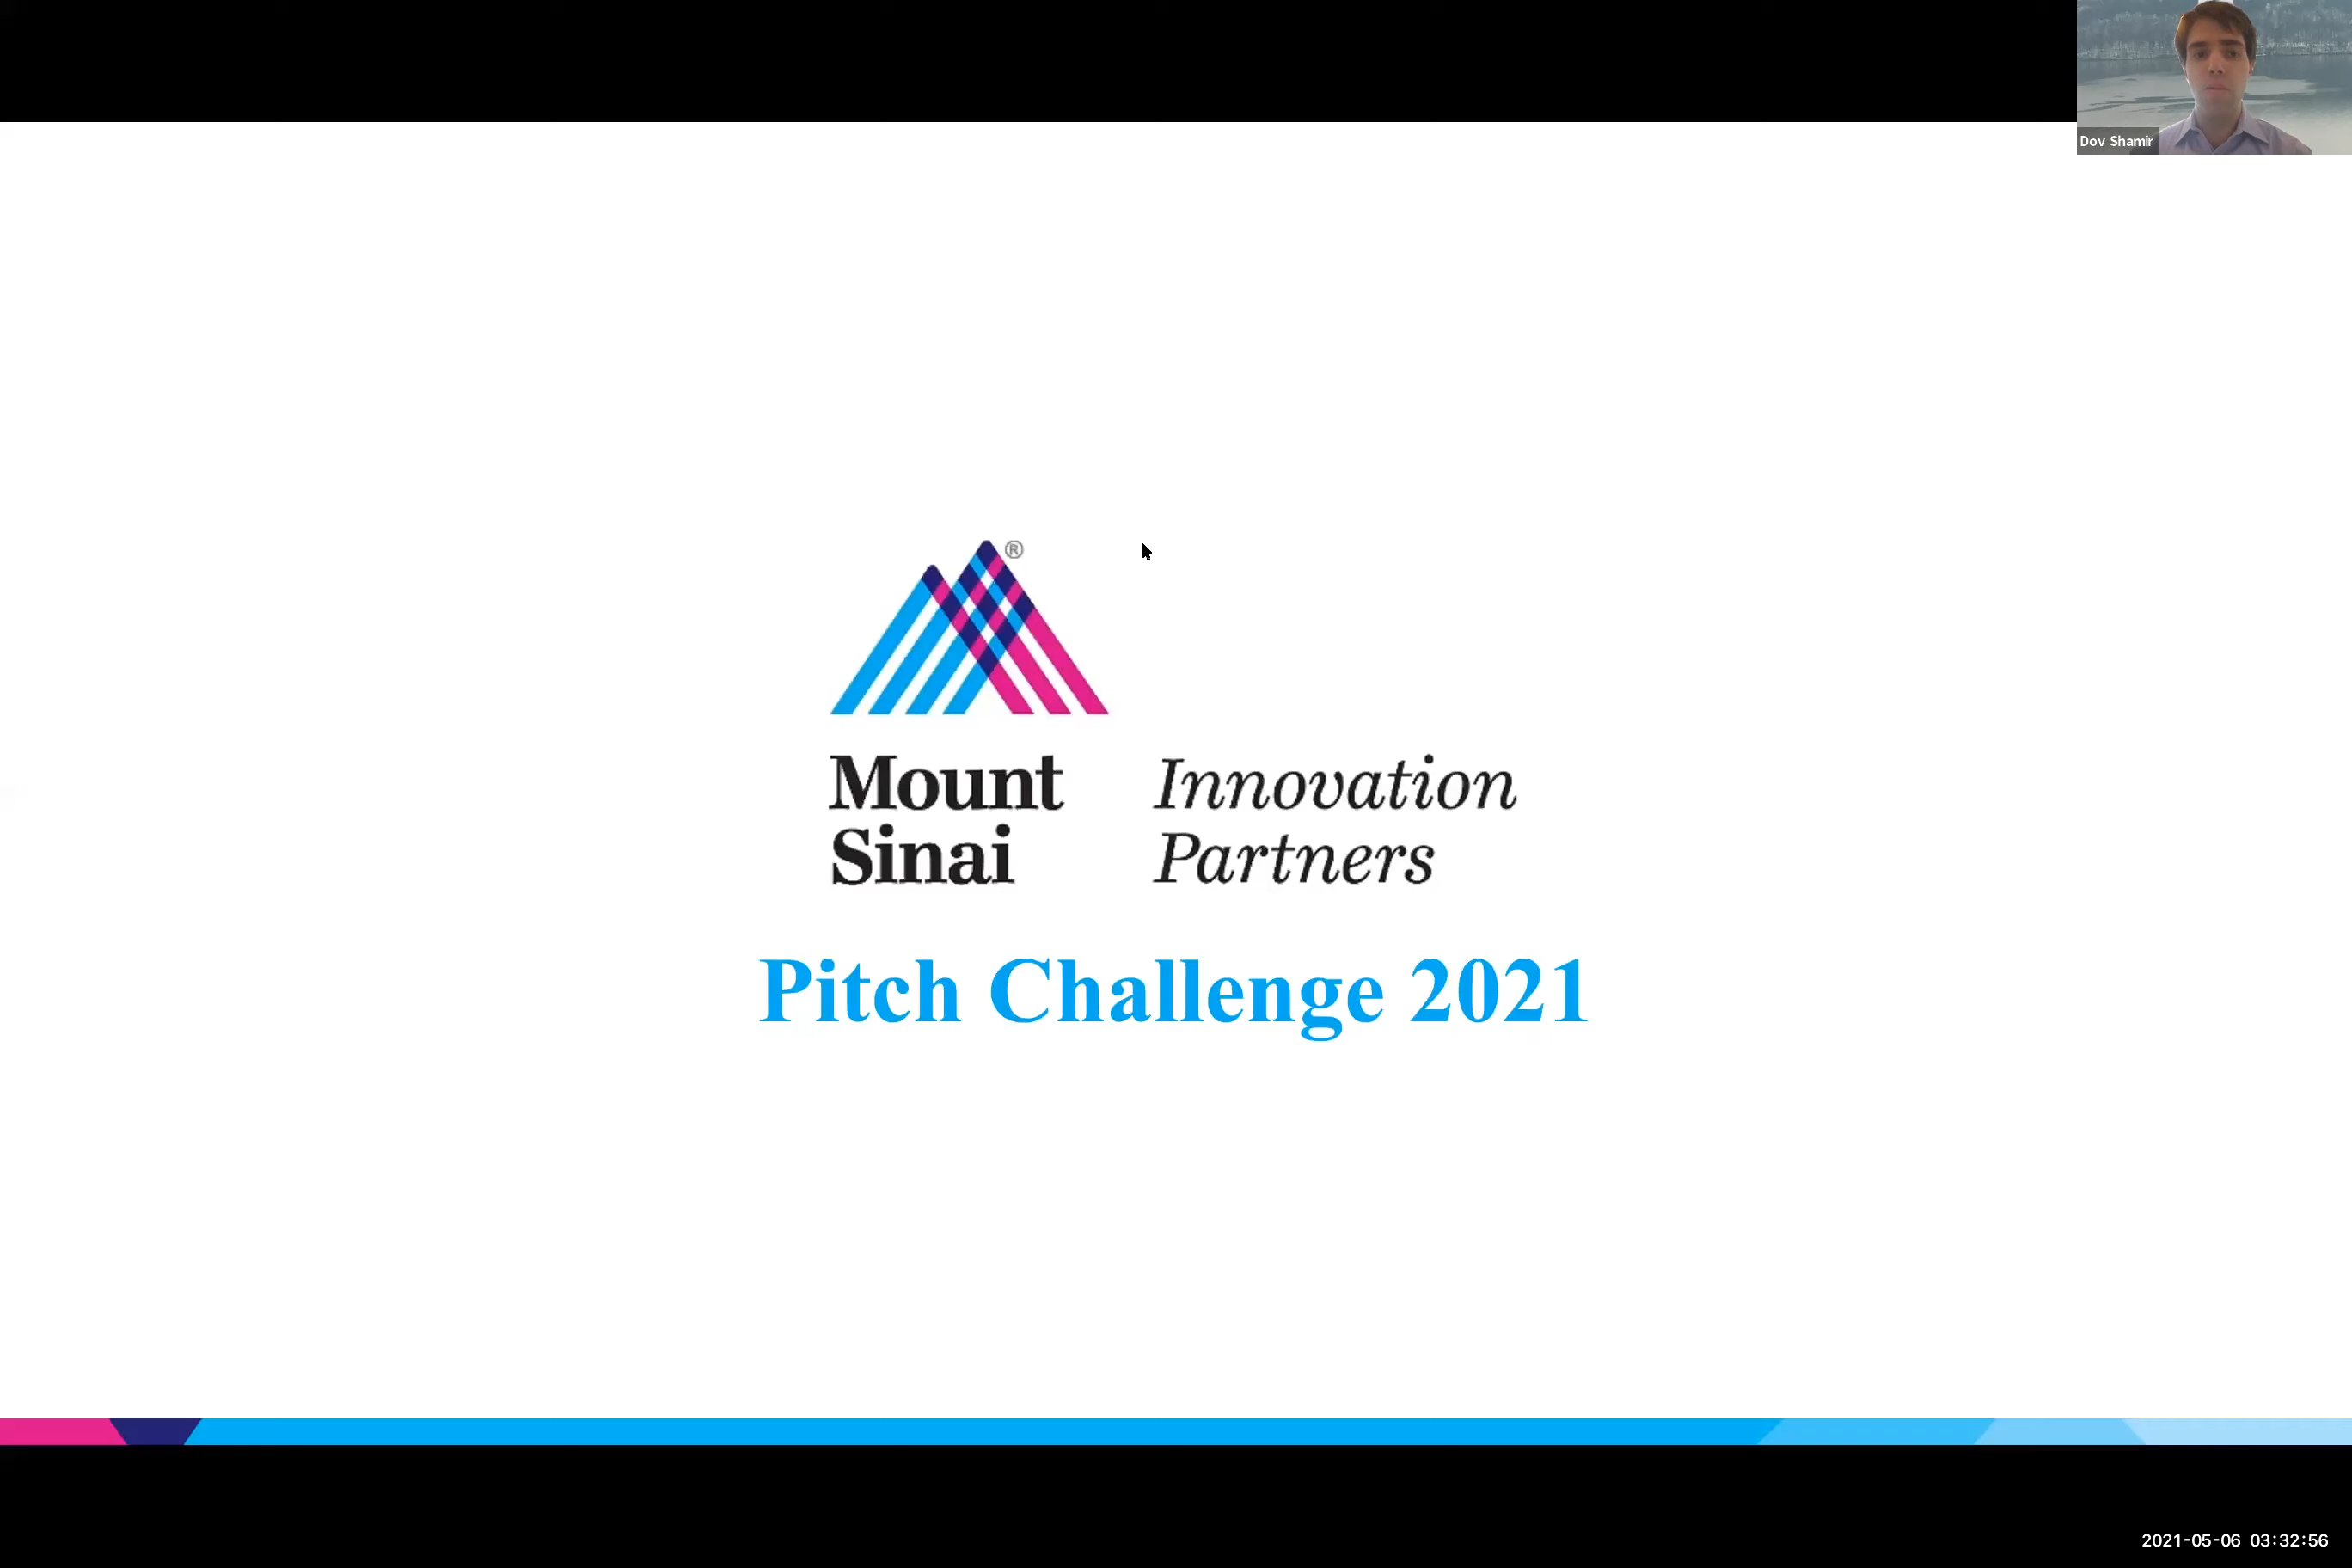 Dov Shamir
®
Mount
Sinai
Innovation
Partners
Pitch Challenge 2021
2021-05-06 03:32:56